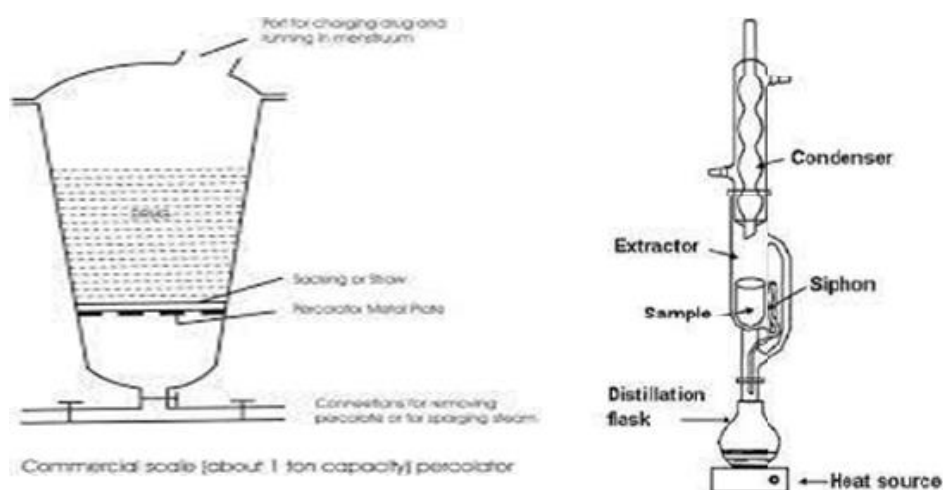 Port for charging drug and
running in menstruum
DRUG
Sacking or Straw
Percolator Metal Plate
Connections for removing
percolate or for sparging steam
Commercial scale [about 1 ton capacity] percolator
Condenser
Extractor
Siphon
Sample
Distillation
flask
Heat source